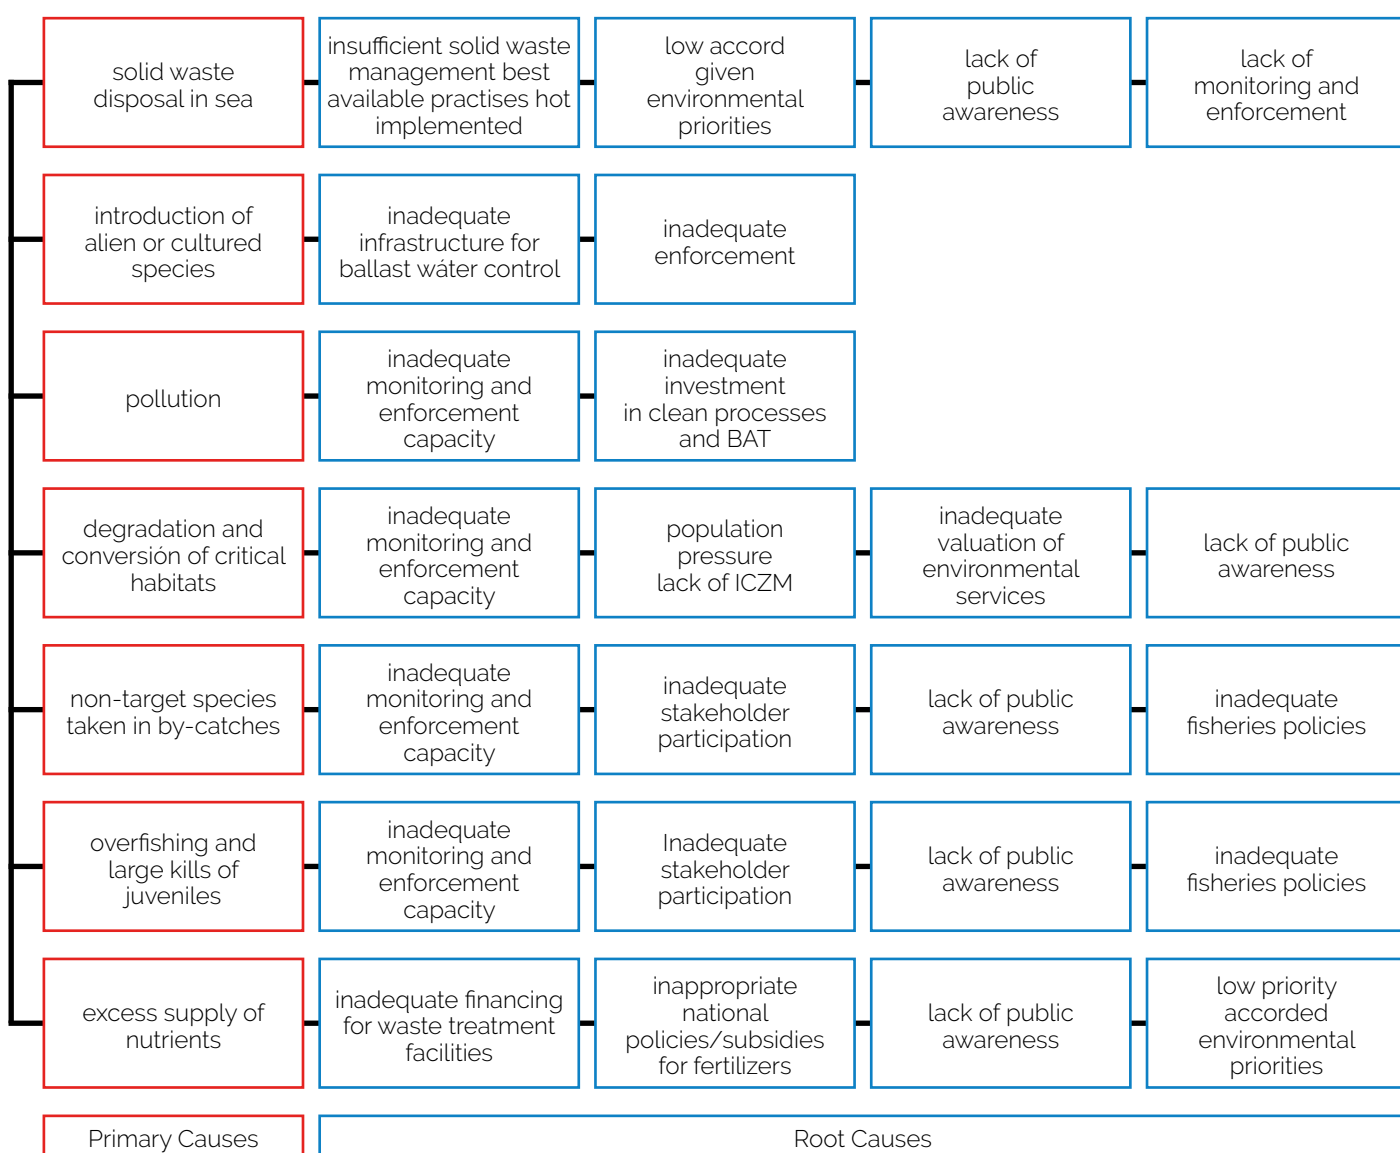 solid waste
disposal in sea
insufficient solid waste
management best
available practises hot
implemented
low accord
given
environmental
priorities
lack of
public
awareness
lack of
monitoring and
enforcement
introduction of
alien or cultured
species
inadequate
infrastructure for
ballast wáter control
inadequate
enforcement
pollution
inadequate
monitoring and
enforcement
capacity
inadequate
investment
in clean processes
and BAT
degradation and
conversión of critical
habitats
inadequate
monitoring and
enforcement
capacity
population
pressure
lack of ICZM
inadequate
valuation of
environmental
services
lack of public
awareness
non-target species
taken in by-catches
inadequate
monitoring and
enforcement
capacity
inadequate
stakeholder
participation
lack of public
awareness
inadequate
fisheries policies
overfishing and
large kills of
juveniles
inadequate
monitoring and
enforcement
capacity
Inadequate
stakeholder
participation
lack of public
awareness
inadequate
fisheries policies
excess supply of
nutrients
inadequate financing
for waste treatment
facilities
inappropriate
national
policies/subsidies
for fertilizers
lack of public
awareness
low priority
accorded
environmental
priorities
Primary Causes
Root Causes